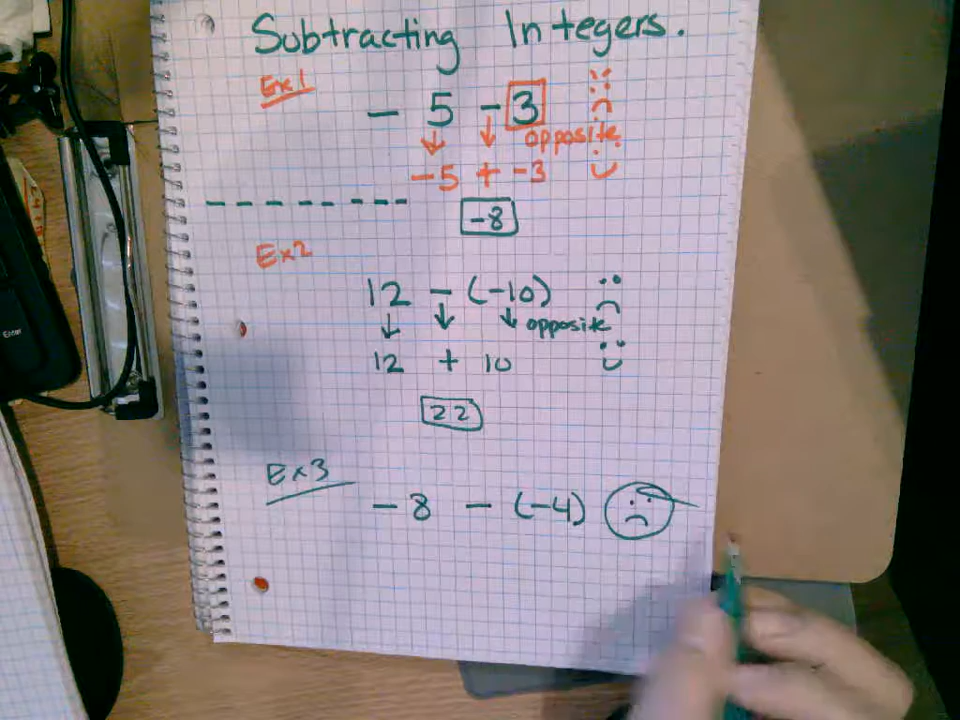 Subtracting Integers.
Ex1
- 5 - 3
opposite
-5 + -3
-8
Ex2
12 - (-10)
opposite
12 + 10
22
Ex3
- 8 - (-4)
Enter